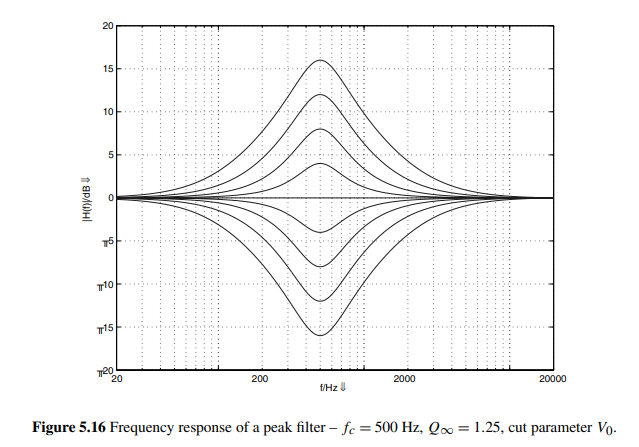 20
15
10
5
0
╥5
╥10
╥15
╥20
|H(f)|/dB ⇓
20 200 2000 20000
f/Hz ⇓
Figure 5.16 Frequency response of a peak filter – fc = 500 Hz, Q∞ = 1.25, cut parameter V0.